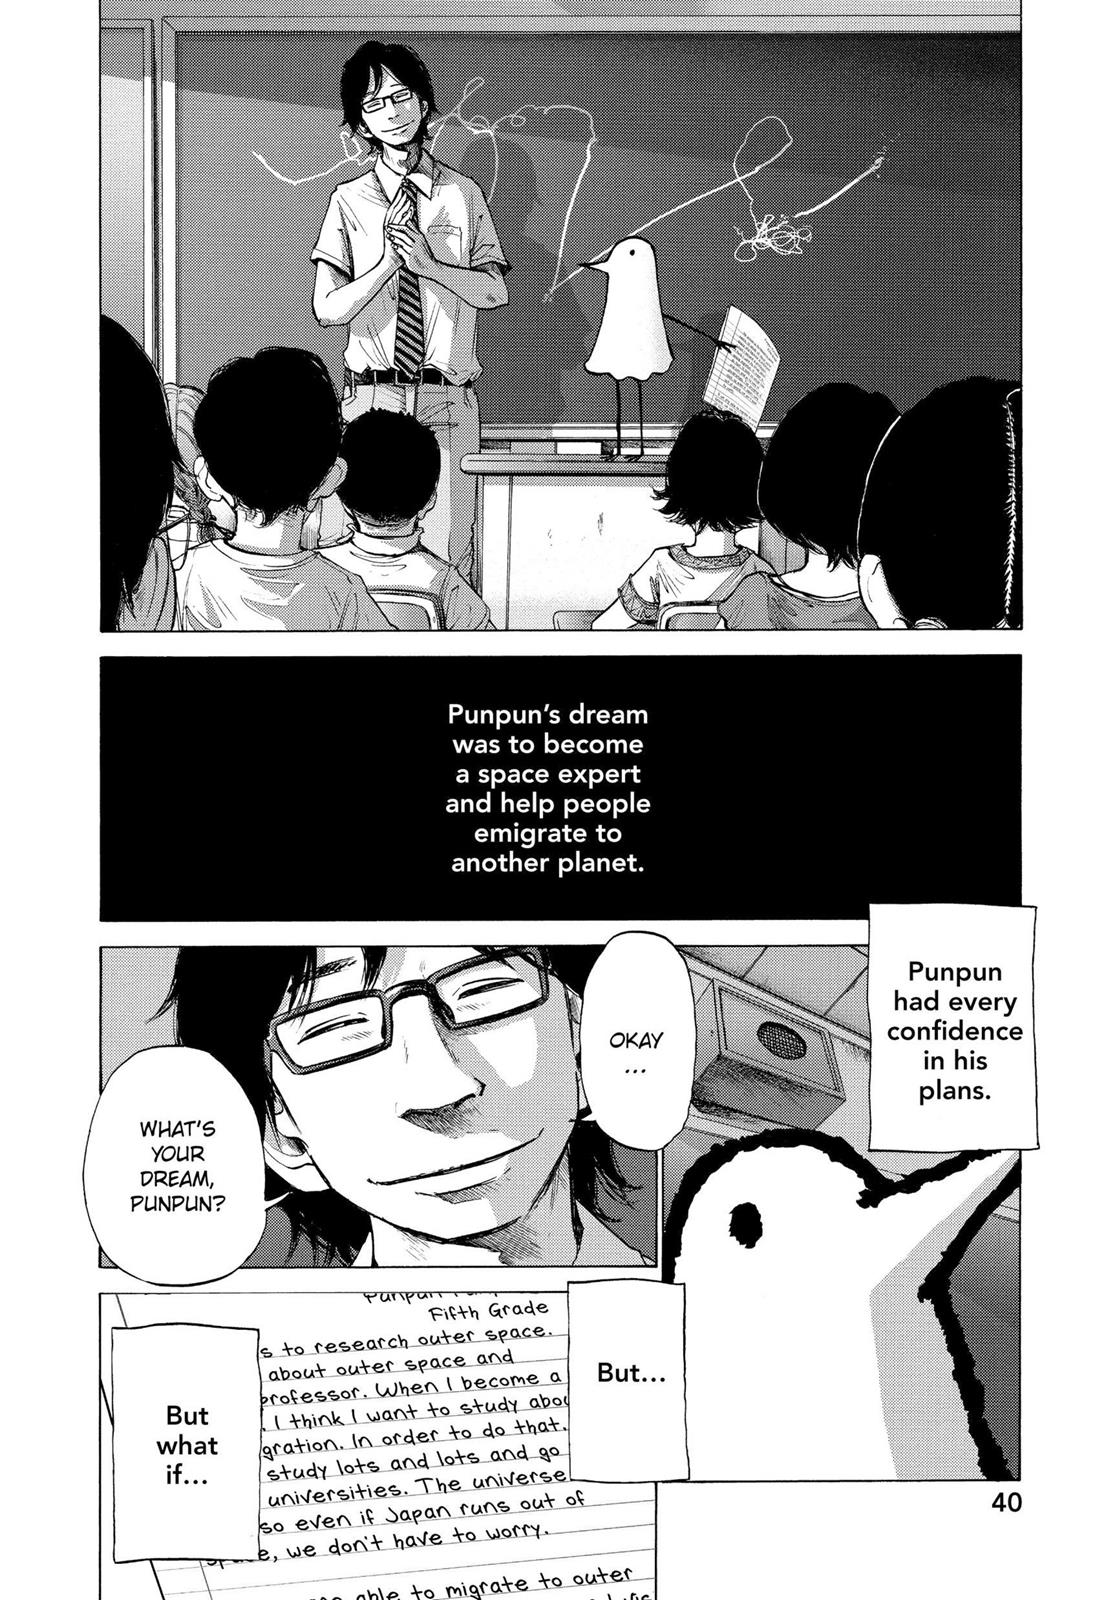 Punpun's dream
was to become
a space expert
and help people
emigrate to
another planet.
Punpun
had every
confidence
in his
plans.
OKAY
...
WHAT'S
YOUR
DREAM,
PUNPUN?
But...
But
what
if...
Punpun
Fifth Grade
s to research outer space.
about outer space and
professor. When I become a
. I think I want to study abou
gration. In order to do that.
study lots and lots and go
universities. The universe
so even if Japan runs out of
space, we don't have to worry.
able to migrate to outer
40